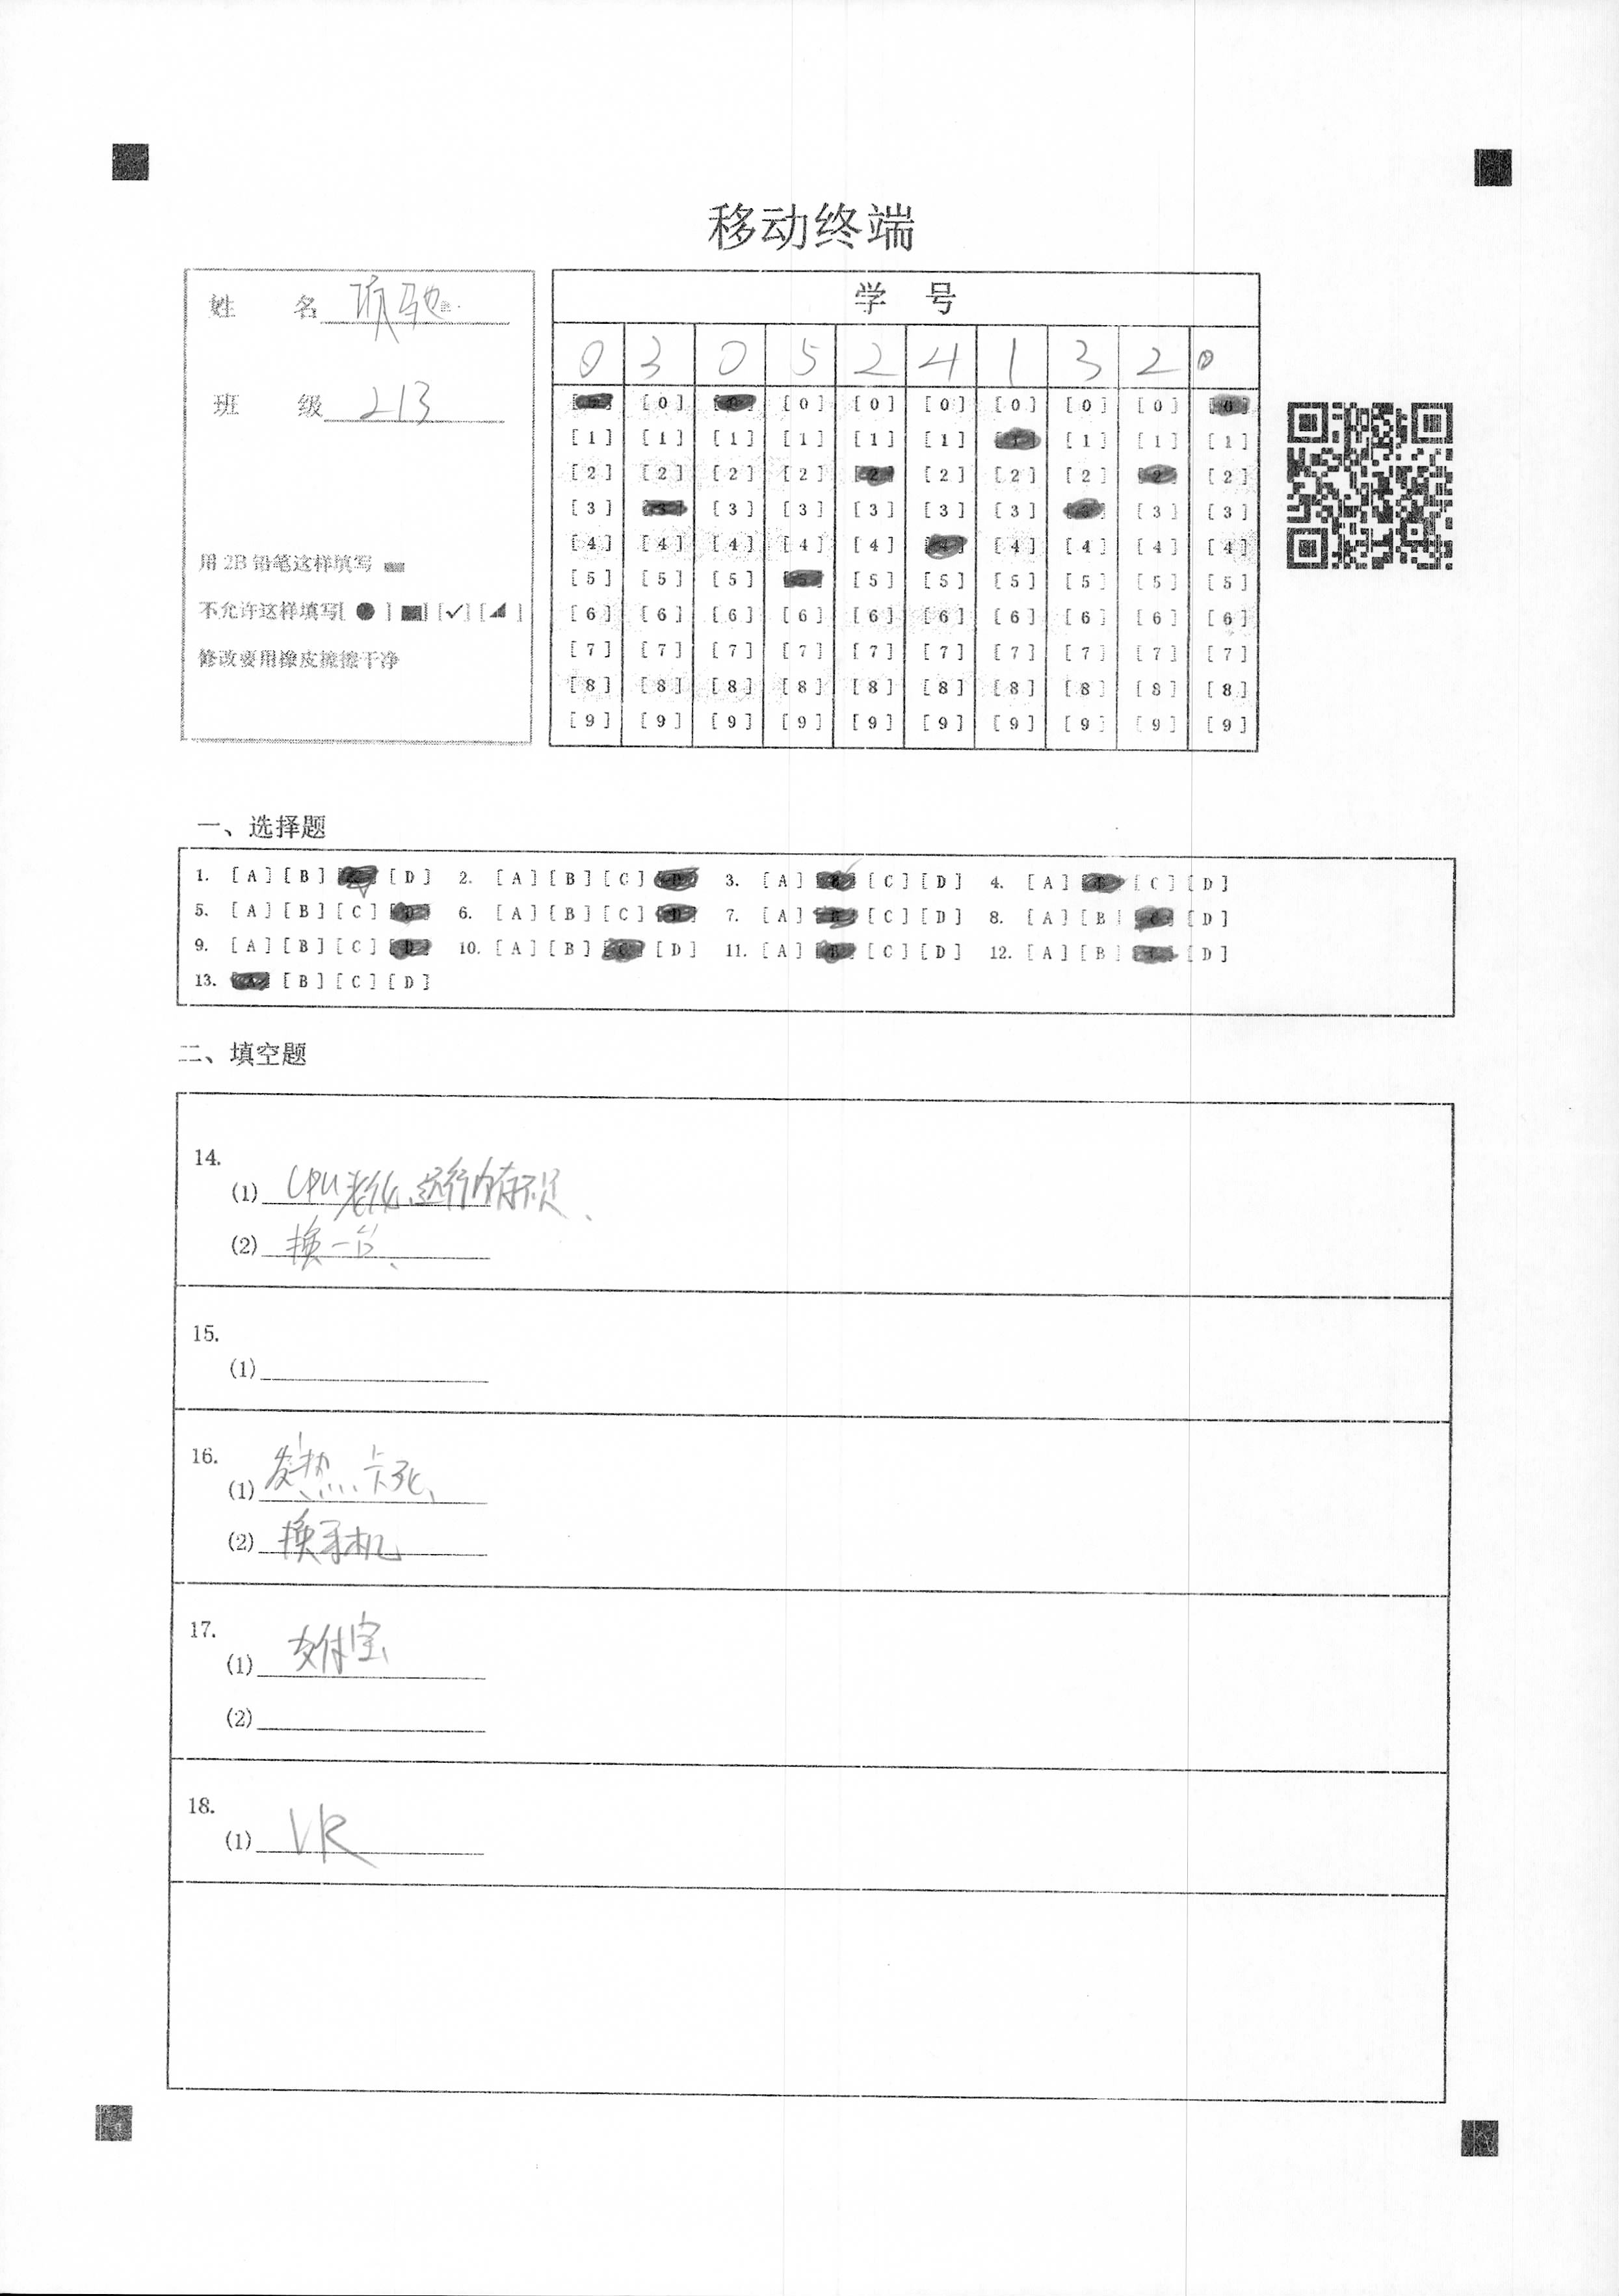 移动终端
姓 名 项驰
班 级 213
用 2B 铅笔这样填写
不允许这样填写[ ● ] [■] [✓] [◢ ]
修改要用橡皮擦擦干净
学 号
0 3 0 5 2 4 1 3 2 0
[0] [0] [0] [0] [0] [0] [0] [0]
[1] [1] [1] [1] [1] [1] [1] [1] [1] [1]
[2] [2] [2] [2] [2] [2] [2] [2] [2] [2]
[3] [3] [3] [3] [3] [3] [3] [3]
[4] [4] [4] [4] [4] [4] [4] [4] [4] [4]
[5] [5] [5] [5] [5] [5] [5] [5] [5]
[6] [6] [6] [6] [6] [6] [6] [6] [6] [6]
[7] [7] [7] [7] [7] [7] [7] [7] [7] [7]
[8] [8] [8] [8] [8] [8] [8] [8] [8] [8]
[9] [9] [9] [9] [9] [9] [9] [9] [9] [9]
一、选择题
1. [A] [B] [D] 2. [A] [B] [C] 3. [A] [C] [D] 4. [A] [C] [D]
5. [A] [B] [C] 6. [A] [B] [C] 7. [A] [C] [D] 8. [A] [B] [D]
9. [A] [B] [C] 10. [A] [B] [D] 11. [A] [C] [D] 12. [A] [B] [D]
13. [B] [C] [D]
二、填空题
14.
(1) CPU老化、运行内存不足、
(2) 换一台、
15.
(1)
16.
(1) 发热、卡死、
(2) 换手机
17.
(1) 支付宝
(2)
18.
(1) VR